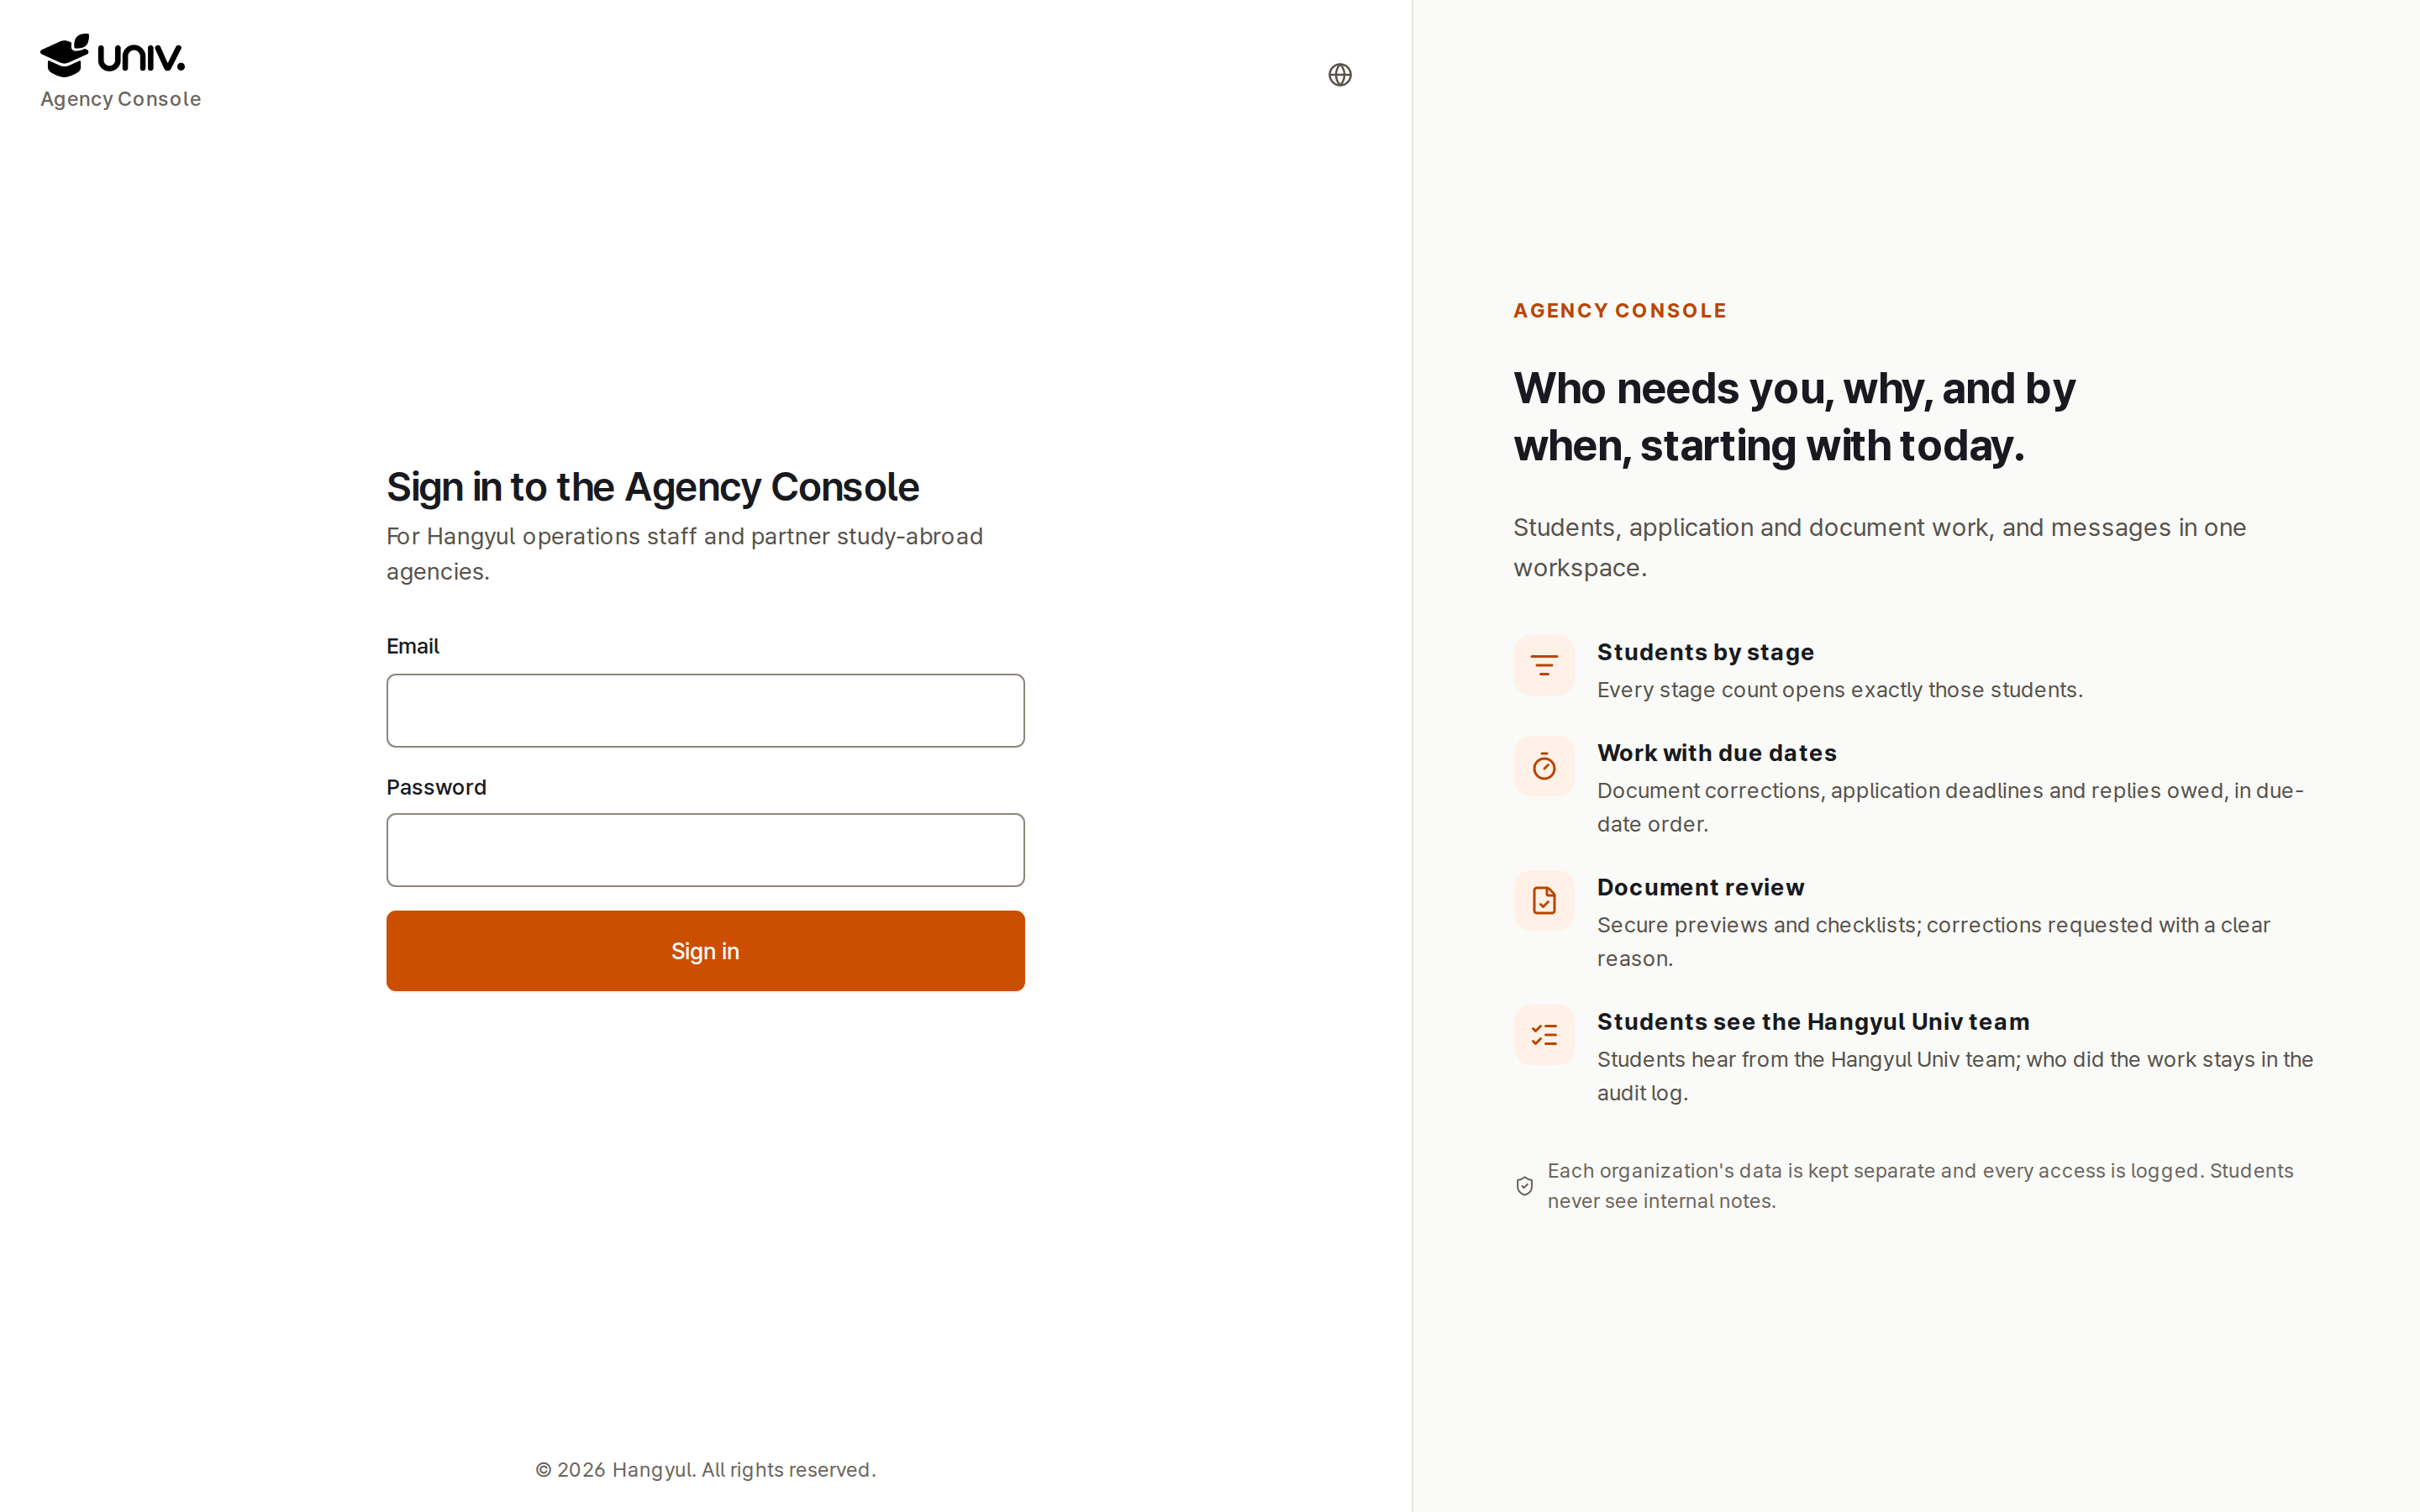 univ.
Agency Console
Sign in to the Agency Console
For Hangyul operations staff and partner study-abroad
agencies.
Email
Password
Sign in
© 2026 Hangyul. All rights reserved.
AGENCY CONSOLE
Who needs you, why, and by
when, starting with today.
Students, application and document work, and messages in one
workspace.
Students by stage
Every stage count opens exactly those students.
Work with due dates
Document corrections, application deadlines and replies owed, in due-
date order.
Document review
Secure previews and checklists; corrections requested with a clear
reason.
Students see the Hangyul Univ team
Students hear from the Hangyul Univ team; who did the work stays in the
audit log.
Each organization's data is kept separate and every access is logged. Students
never see internal notes.